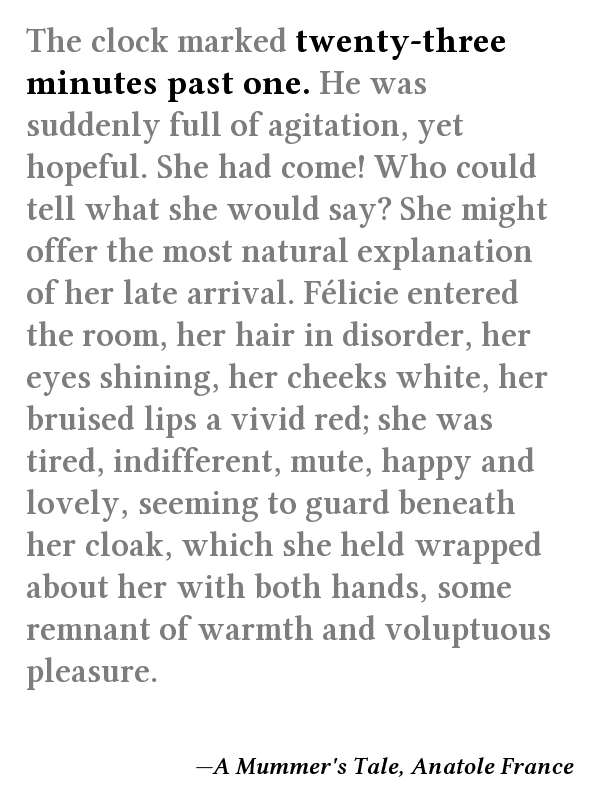 The clock marked twenty-three
minutes past one. He was
suddenly full of agitation, yet
hopeful. She had come! Who could
tell what she would say? She might
offer the most natural explanation
of her late arrival. Félicie entered
the room, her hair in disorder, her
eyes shining, her cheeks white, her
bruised lips a vivid red; she was
tired, indifferent, mute, happy and
lovely, seeming to guard beneath
her cloak, which she held wrapped
about her with both hands, some
remnant of warmth and voluptuous
pleasure.
—A Mummer's Tale, Anatole France